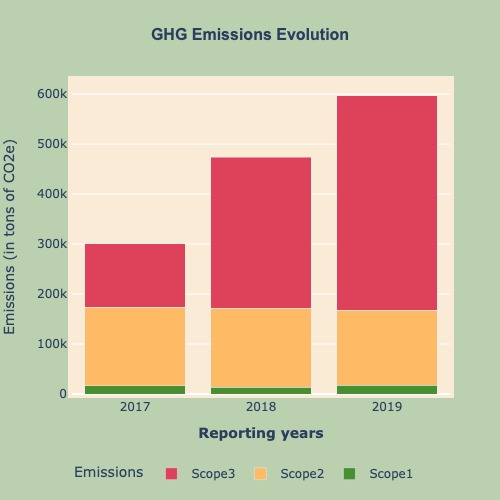 GHG Emissions Evolution
Emissions (in tons of CO2e)
600k
500k
400k
300k
200k
100k
0
2017 2018 2019
Reporting years
Emissions Scope3 Scope2 Scope1